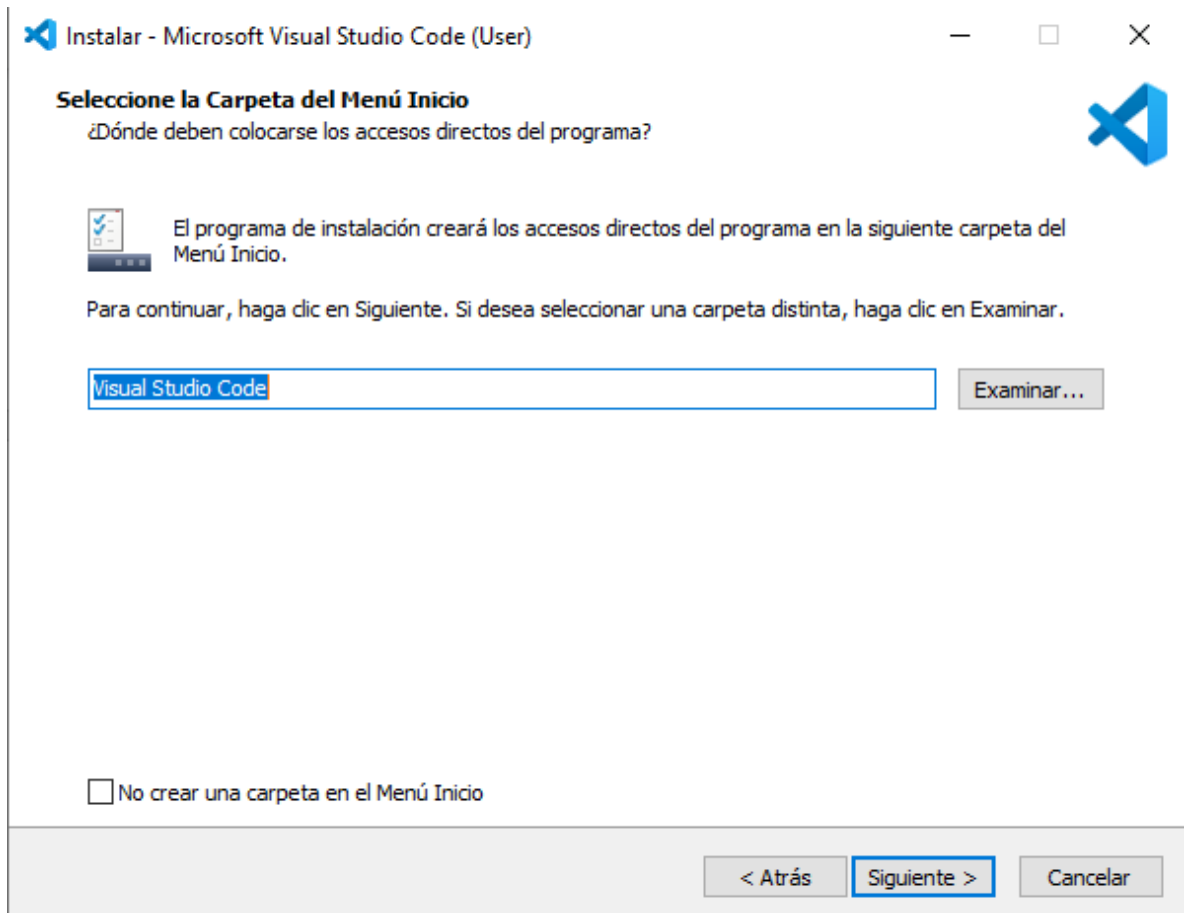 Instalar - Microsoft Visual Studio Code (User)
Seleccione la Carpeta del Menú Inicio
¿Dónde deben colocarse los accesos directos del programa?
El programa de instalación creará los accesos directos del programa en la siguiente carpeta del
Menú Inicio.
Para continuar, haga clic en Siguiente. Si desea seleccionar una carpeta distinta, haga clic en Examinar.
Visual Studio Code
Examinar...
No crear una carpeta en el Menú Inicio
< Atrás
Siguiente >
Cancelar